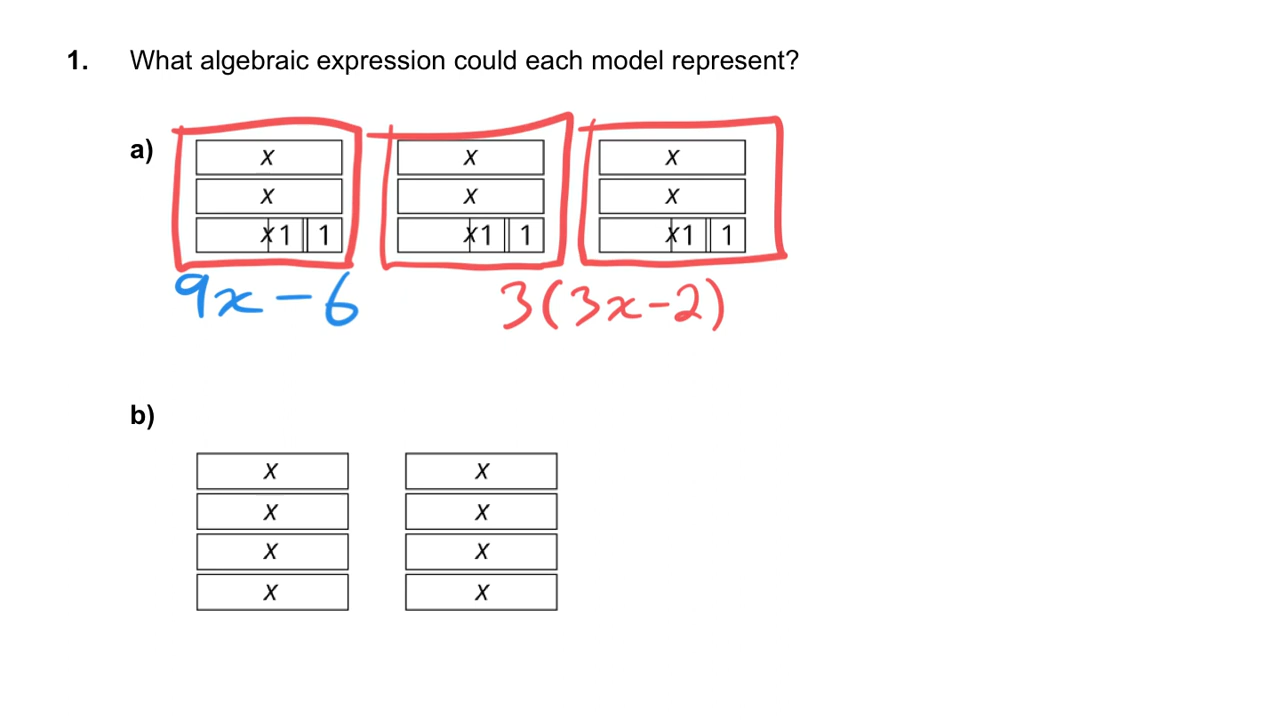 1. What algebraic expression could each model represent?
a)
x x x
x x x
x 1 1 x 1 1 x 1 1
9x - 6 3(3x-2)
b)
x x
x x
x x
x x